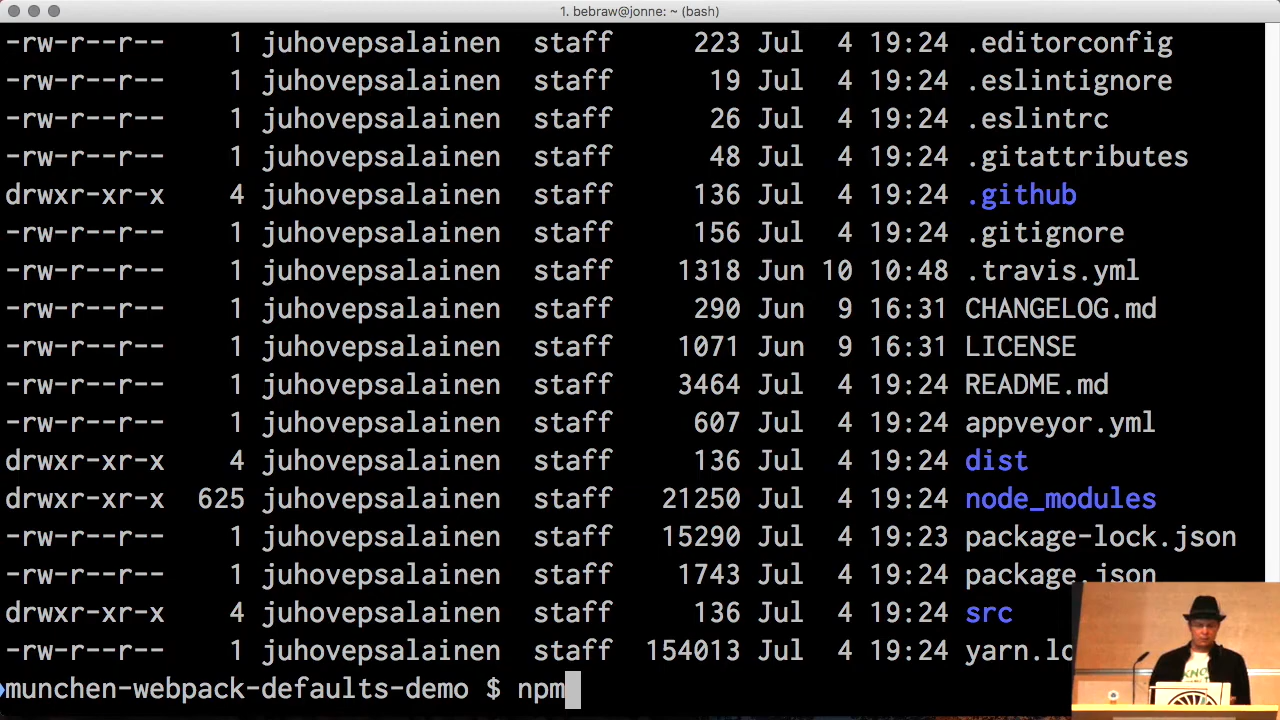 1. bebraw@jonne: ~ (bash)
-rw-r--r-- 1 juhovepsalainen staff 223 Jul 4 19:24 .editorconfig
-rw-r--r-- 1 juhovepsalainen staff 19 Jul 4 19:24 .eslintignore
-rw-r--r-- 1 juhovepsalainen staff 26 Jul 4 19:24 .eslintrc
-rw-r--r-- 1 juhovepsalainen staff 48 Jul 4 19:24 .gitattributes
drwxr-xr-x 4 juhovepsalainen staff 136 Jul 4 19:24 .github
-rw-r--r-- 1 juhovepsalainen staff 156 Jul 4 19:24 .gitignore
-rw-r--r-- 1 juhovepsalainen staff 1318 Jun 10 10:48 .travis.yml
-rw-r--r-- 1 juhovepsalainen staff 290 Jun 9 16:31 CHANGELOG.md
-rw-r--r-- 1 juhovepsalainen staff 1071 Jun 9 16:31 LICENSE
-rw-r--r-- 1 juhovepsalainen staff 3464 Jul 4 19:24 README.md
-rw-r--r-- 1 juhovepsalainen staff 607 Jul 4 19:24 appveyor.yml
drwxr-xr-x 4 juhovepsalainen staff 136 Jul 4 19:24 dist
drwxr-xr-x 625 juhovepsalainen staff 21250 Jul 4 19:24 node_modules
-rw-r--r-- 1 juhovepsalainen staff 15290 Jul 4 19:23 package-lock.json
-rw-r--r-- 1 juhovepsalainen staff 1743 Jul 4 19:24 package.json
drwxr-xr-x 4 juhovepsalainen staff 136 Jul 4 19:24 src
-rw-r--r-- 1 juhovepsalainen staff 154013 Jul 4 19:24 yarn.lo
munchen-webpack-defaults-demo $ npm